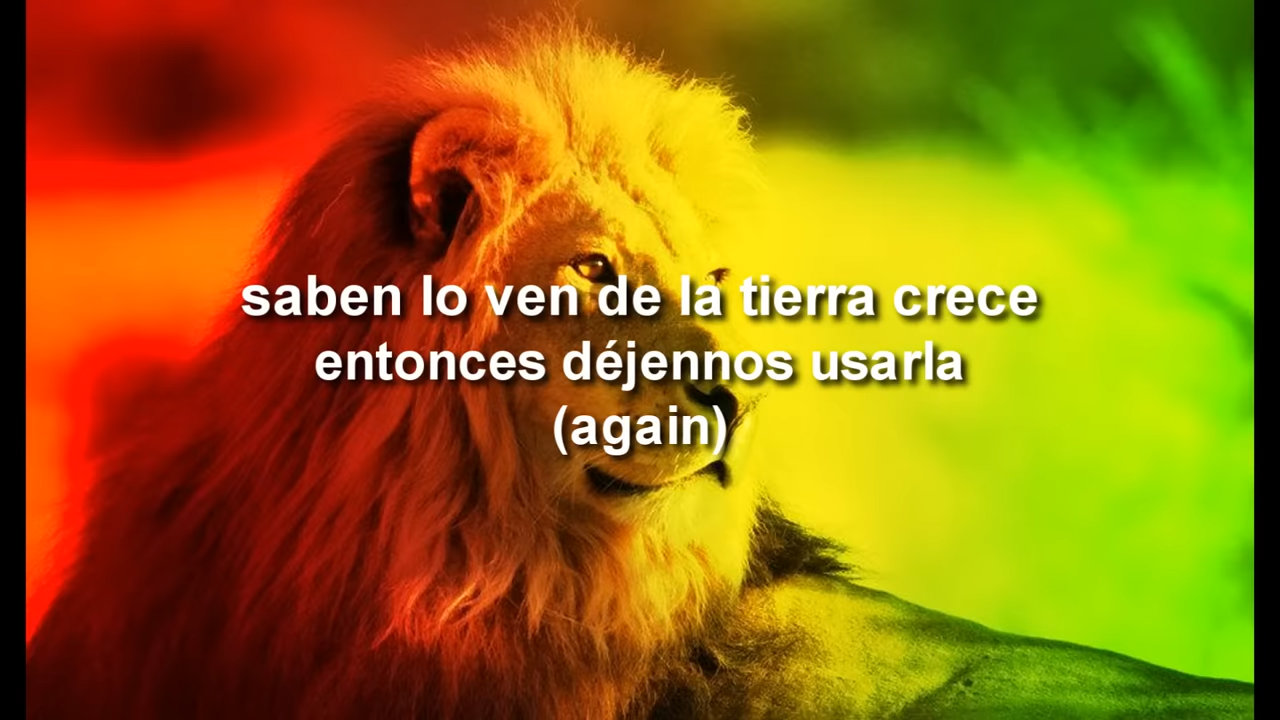 saben lo ven de la tierra crece
entonces déjennos usarla
(again)